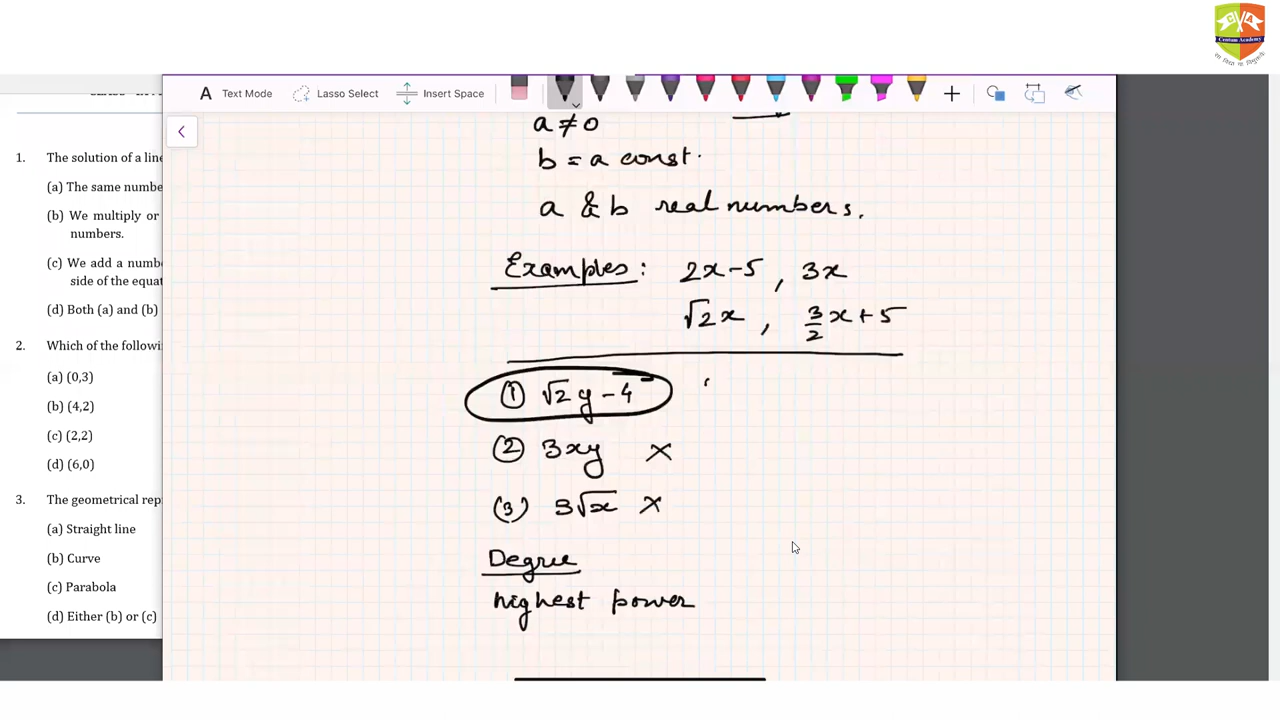 CVA
Centum Academy
A Text Mode Lasso Select Insert Space
1. The solution of a line
(a) The same numbe
(b) We multiply or
numbers.
(c) We add a numbe
side of the equat
(d) Both (a) and (b)
2. Which of the followi
(a) (0,3)
(b) (4,2)
(c) (2,2)
(d) (6,0)
3. The geometrical rep
(a) Straight line
(b) Curve
(c) Parabola
(d) Either (b) or (c)
a ≠ 0
b = a const.
a & b real numbers.
Examples: 2x-5, 3x
√2x, 3/2x+5
① √2y-4
② 3xy ×
(3) 3√x ×
Degree
highest power